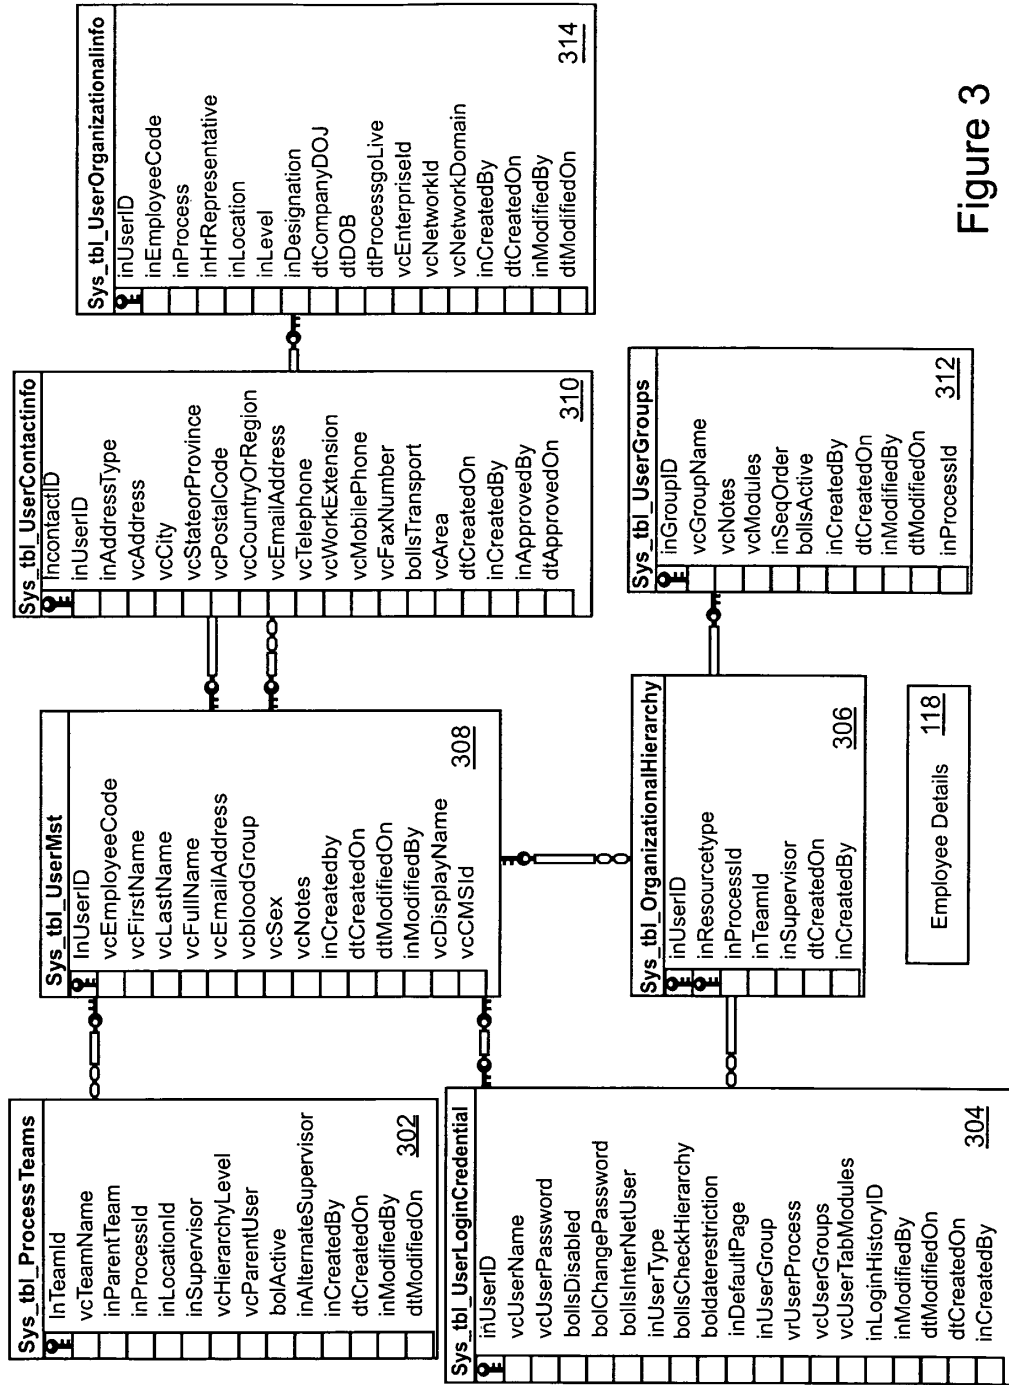 Sys_tbl_ProcessTeams
InTeamId
vcTeamName
inParentTeam
inProcessId
inLocationId
inSupervisor
vcHierarchyLevel
vcParentUser
bolActive
inAlternateSupervisor
inCreatedBy
dtCreatedOn
inModifiedBy
dtModifiedOn
302
Sys_tbl_UserMst
InUserID
vcEmployeeCode
vcFirstName
vcLastName
vcFullName
vcEmailAddress
vcbloodGroup
vcSex
vcNotes
inCreatedby
dtCreatedOn
dtModifiedOn
inModifiedBy
vcDisplayName
vcCMSId
308
Sys_tbl_UserContactinfo
IncontactID
inUserID
inAddressType
vcAddress
vcCity
vcStateorProvince
vcPostalCode
vcCountryOrRegion
vcEmailAddress
vcTelephone
vcWorkExtension
vcMobilePhone
vcFaxNumber
bolIsTransport
vcArea
dtCreatedOn
inCreatedBy
inApprovedBy
dtApprovedOn
310
Sys_tbl_UserOrganizationalinfo
inUserID
inEmployeeCode
inProcess
inHrRepresentative
inLocation
inLevel
inDesignation
dtCompanyDOJ
dtDOB
dtProcessgoLive
vcEnterpriseId
vcNetworkId
vcNetworkDomain
inCreatedBy
dtCreatedOn
inModifiedBy
dtModifiedOn
314
Sys_tbl_UserLoginCredential
inUserID
vcUserName
vcUserPassword
bolIsDisabled
bolChangePassword
bolIsInterNetUser
inUserType
bolIsCheckHierarchy
boldaterestriction
inDefaultPage
inUserGroup
vrUserProcess
vcUserGroups
vcUserTabModules
inLoginHistoryID
inModifiedBy
dtModifiedOn
dtCreatedOn
inCreatedBy
304
Sys_tbl_OrganizationalHierarchy
inUserID
inResourcetype
inProcessId
inTeamId
inSupervisor
dtCreatedOn
inCreatedBy
306
Sys_tbl_UserGroups
inGroupID
vcGroupName
vcNotes
vcModules
inSeqOrder
bolIsActive
inCreatedBy
dtCreatedOn
inModifiedBy
dtModifiedOn
inProcessId
312
Employee Details 118
Figure 3